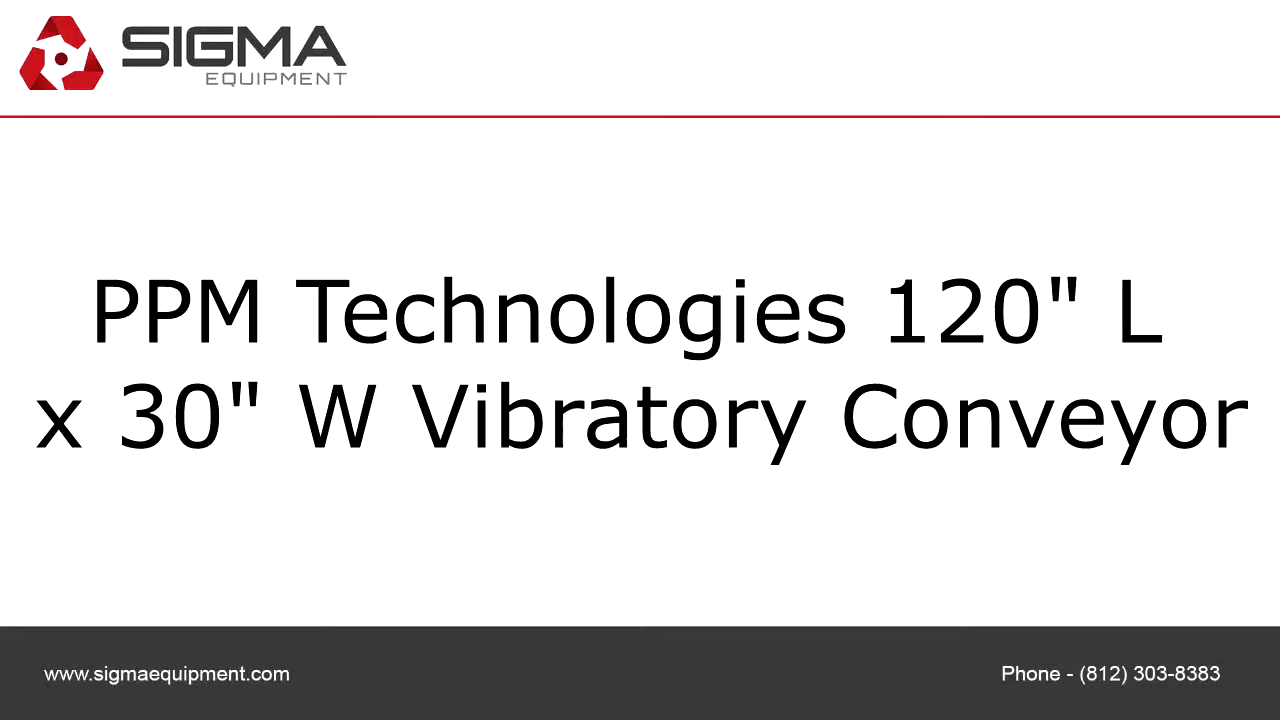 SIGMA
EQUIPMENT
PPM Technologies 120" L
x 30" W Vibratory Conveyor
www.sigmaequipment.com
Phone - (812) 303-8383